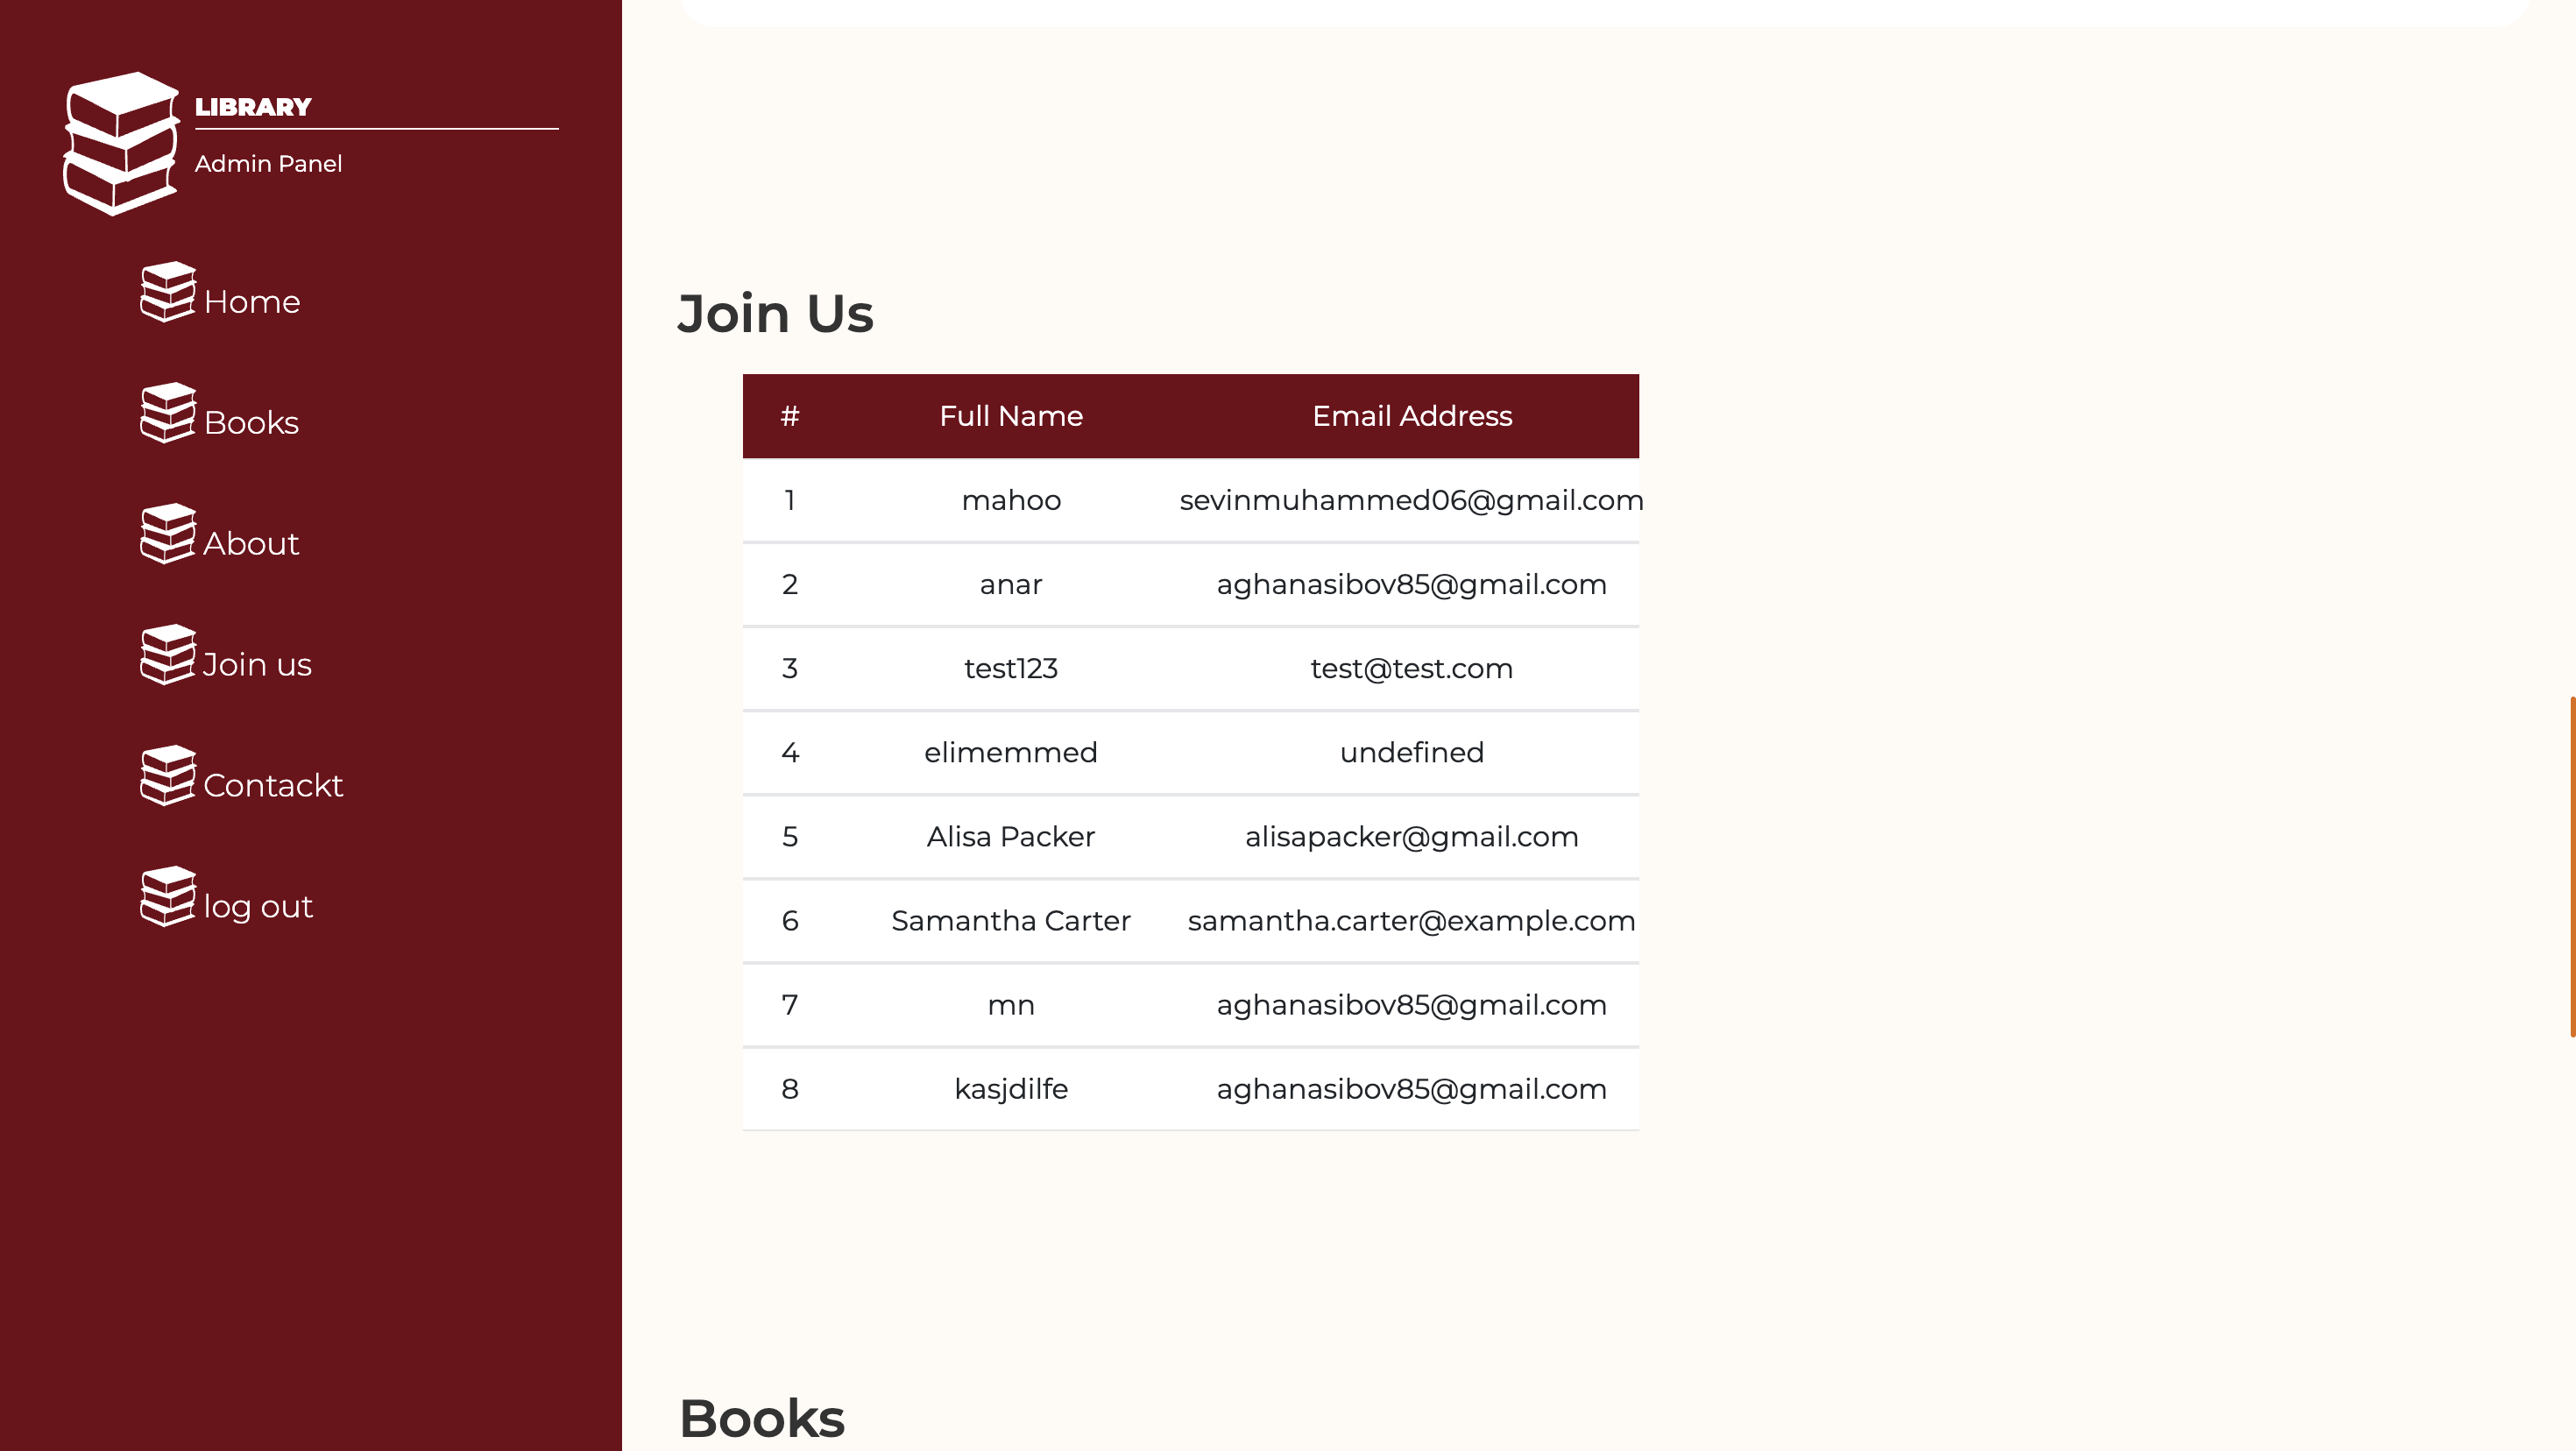 LIBRARY
Admin Panel
Home
Books
About
Join us
Contackt
log out
Join Us
# Full Name Email Address
1 mahoo sevinmuhammed06@gmail.com
2 anar aghanasibov85@gmail.com
3 test123 test@test.com
4 elimemmed undefined
5 Alisa Packer alisapacker@gmail.com
6 Samantha Carter samantha.carter@example.com
7 mn aghanasibov85@gmail.com
8 kasjdilfe aghanasibov85@gmail.com
Books